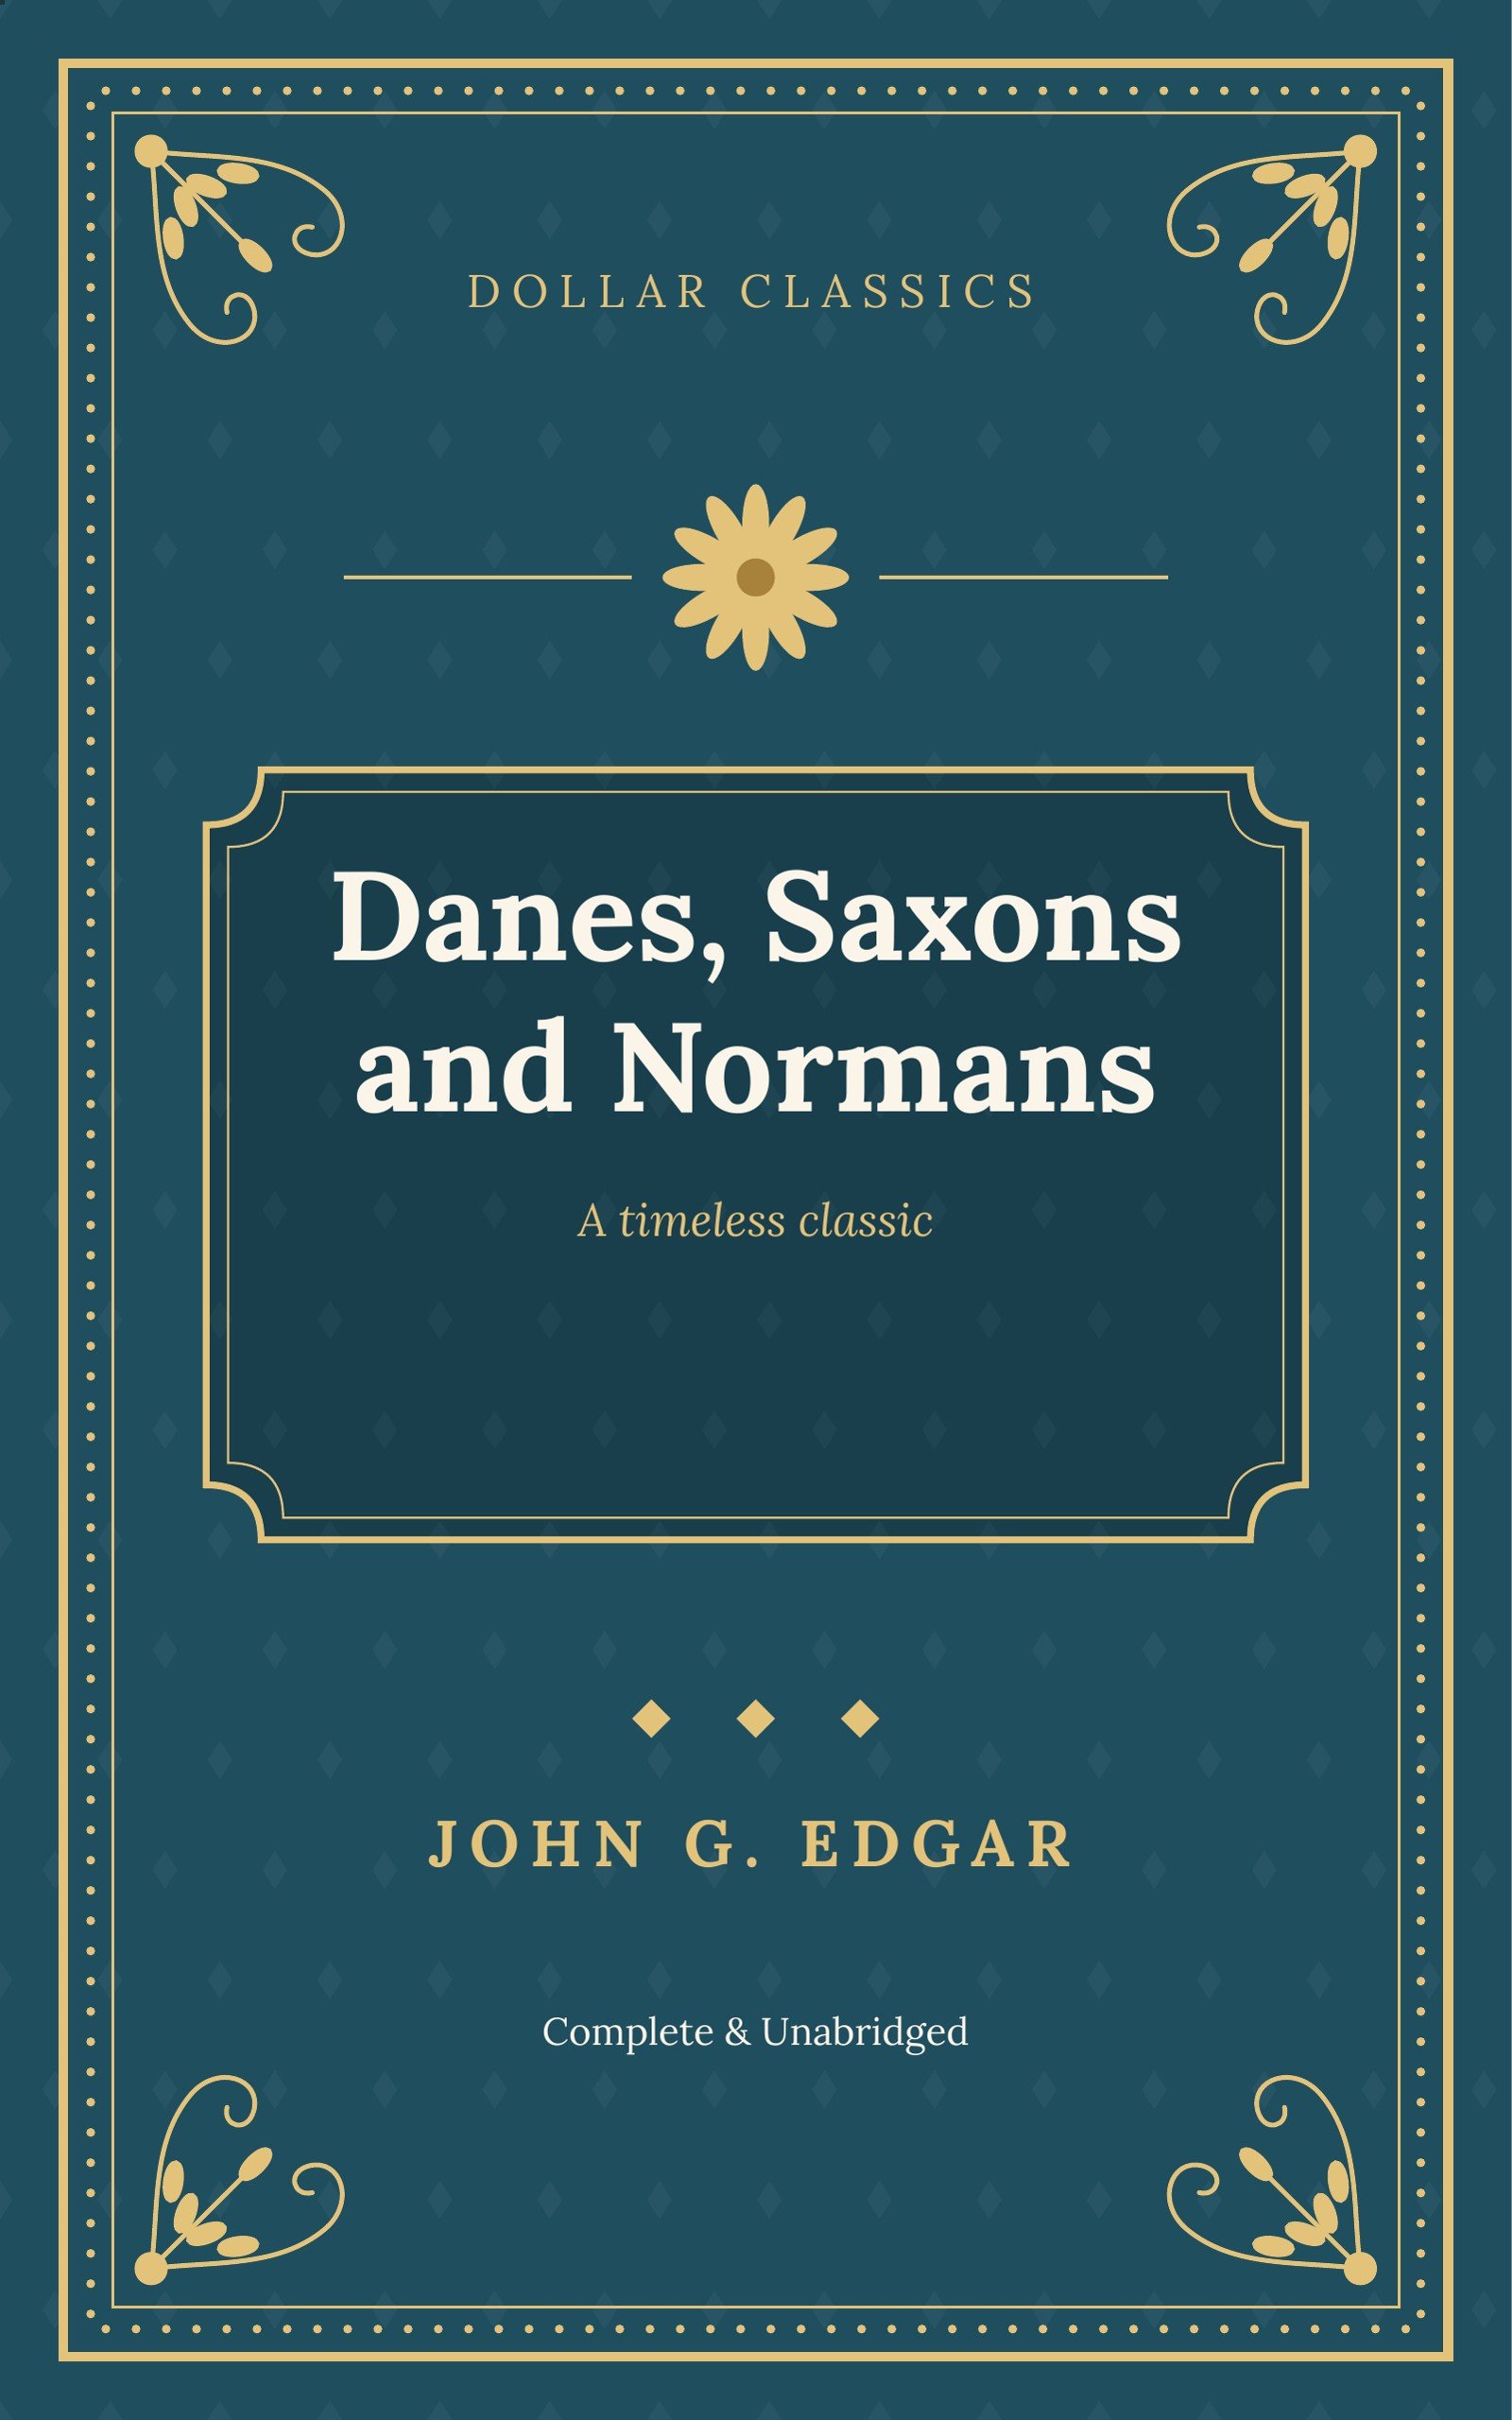 DOLLAR CLASSICS
Danes, Saxons
and Normans
A timeless classic
JOHN G. EDGAR
Complete & Unabridged